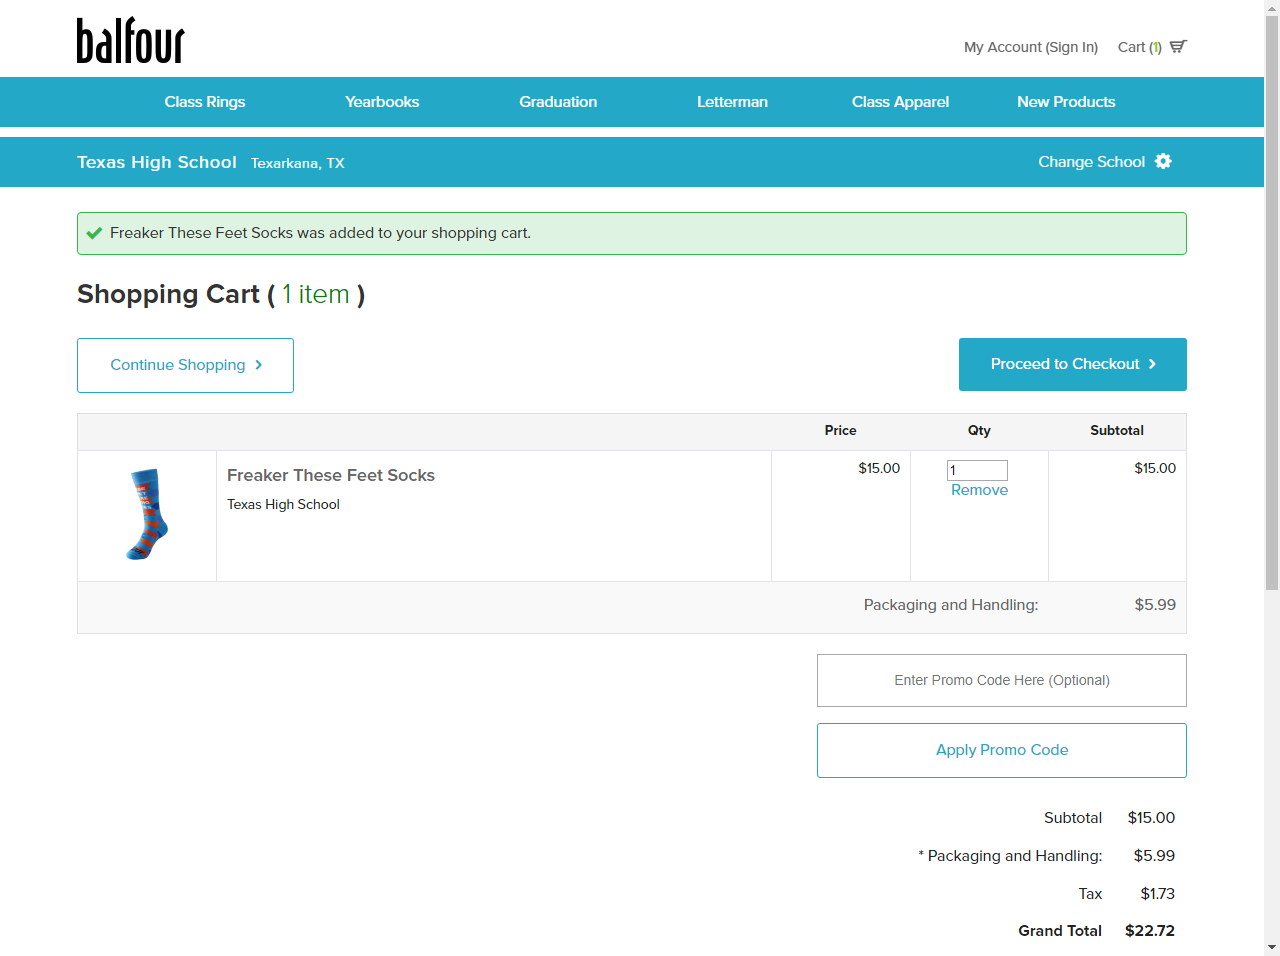 balfour
My Account (Sign In) Cart (1)
Class Rings Yearbooks Graduation Letterman Class Apparel New Products
Texas High School Texarkana, TX Change School
Freaker These Feet Socks was added to your shopping cart.
Shopping Cart ( 1 item )
Continue Shopping Proceed to Checkout
Price Qty Subtotal
Freaker These Feet Socks $15.00 1 $15.00
Remove
Texas High School
Packaging and Handling: $5.99
Enter Promo Code Here (Optional)
Apply Promo Code
Subtotal $15.00
* Packaging and Handling: $5.99
Tax $1.73
Grand Total $22.72